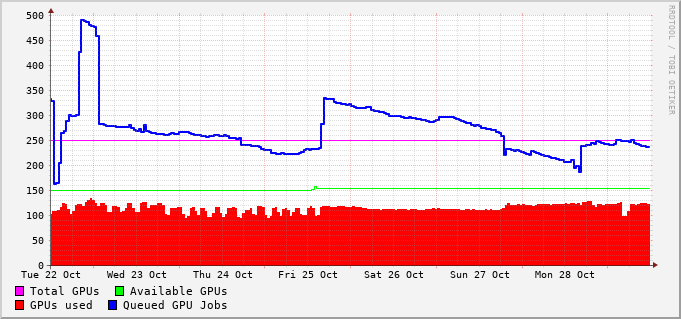 RRDTOOL / TOBI OETIKER
500
450
400
350
300
250
200
150
100
50
0
Tue 22 Oct Wed 23 Oct Thu 24 Oct Fri 25 Oct Sat 26 Oct Sun 27 Oct Mon 28 Oct
Total GPUs Available GPUs
GPUs used Queued GPU Jobs